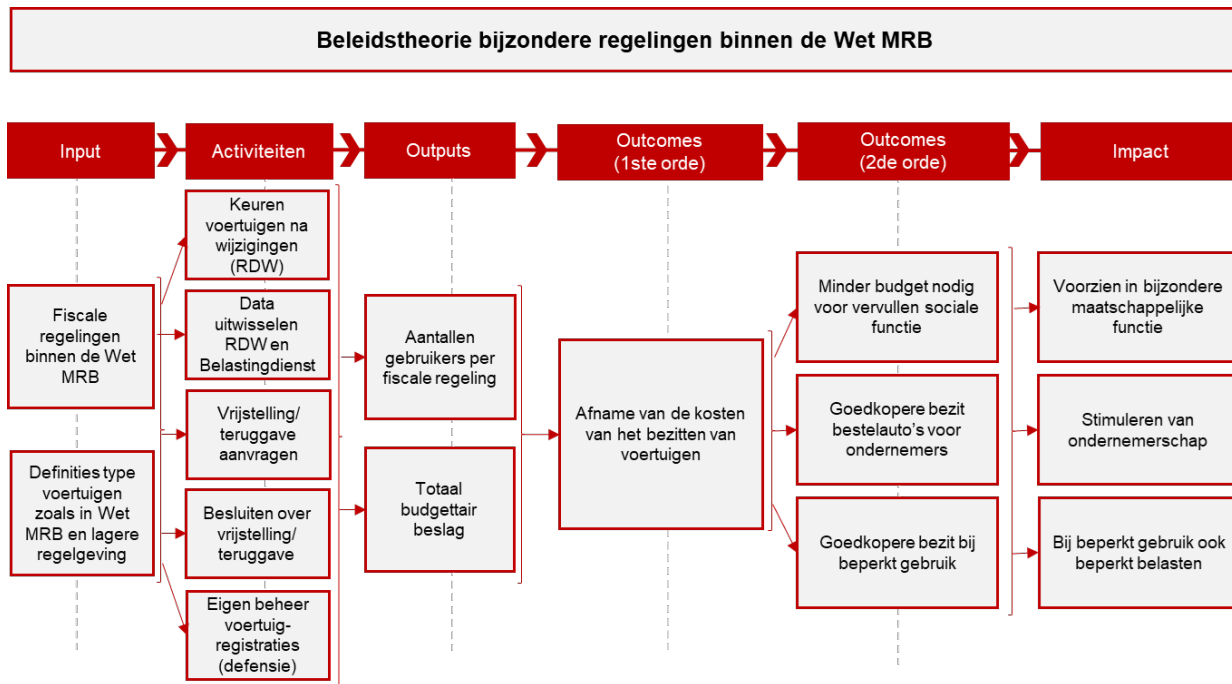 Beleidstheorie bijzondere regelingen binnen de Wet MRB
Input
Activiteiten
Outputs
Outcomes
(1ste orde)
Outcomes
(2de orde)
Impact
Fiscale
regelingen
binnen de Wet
MRB
Definities type
voertuigen
zoals in Wet
MRB en lagere
regelgeving
Keuren
voertuigen na
wijzigingen
(RDW)
Data
uitwisselen
RDW en
Belastingdienst
Vrijstelling/
teruggave
aanvragen
Besluiten over
vrijstelling/
teruggave
Eigen beheer
voertuig-
registraties
(defensie)
Aantallen
gebruikers per
fiscale regeling
Totaal
budgettair
beslag
Afname van de kosten
van het bezitten van
voertuigen
Minder budget nodig
voor vervullen sociale
functie
Goedkopere bezit
bestelauto's voor
ondernemers
Goedkopere bezit bij
beperkt gebruik
Voorzien in bijzondere
maatschappelijke
functie
Stimuleren van
ondernemerschap
Bij beperkt gebruik ook
beperkt belasten